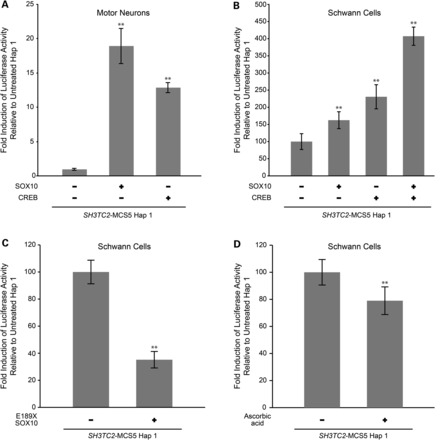 A
Motor Neurons
Fold Induction of Luciferase Activity
Relative to Untreated Hap 1
25
20
15
10
5
0
**
**
SOX10 - + -
CREB - - +
SH3TC2-MCS5 Hap 1
B
Schwann Cells
Fold Induction of Luciferase Activity
Relative to Untreated Hap 1
500
450
400
350
300
250
200
150
100
50
0
**
**
**
SOX10 - + - +
CREB - - + +
SH3TC2-MCS5 Hap 1
C
Schwann Cells
Fold Induction of Luciferase Activity
Relative to Untreated Hap 1
120
100
80
60
40
20
0
**
E189X
SOX10 - +
SH3TC2-MCS5 Hap 1
D
Schwann Cells
Fold Induction of Luciferase Activity
Relative to Untreated Hap 1
120
100
80
60
40
20
0
**
Ascorbic
acid - +
SH3TC2-MCS5 Hap 1